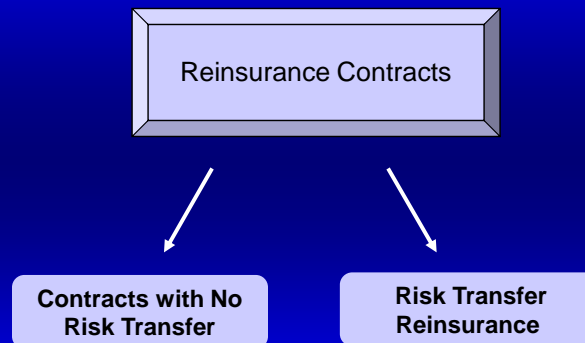 Reinsurance Contracts
Contracts with No
Risk Transfer
Risk Transfer
Reinsurance